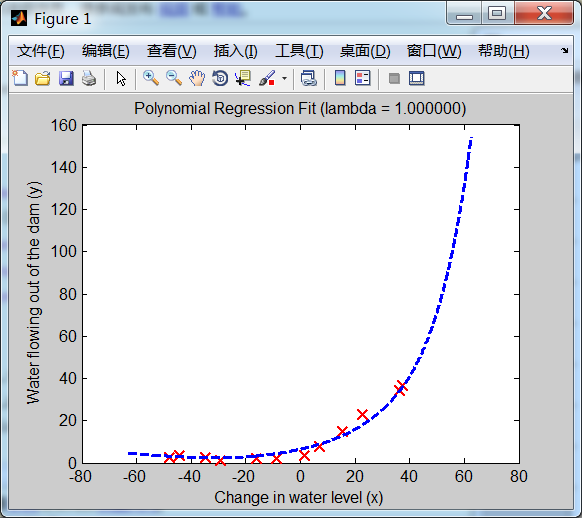 Figure 1
文件(F) 编辑(E) 查看(V) 插入(I) 工具(T) 桌面(D) 窗口(W) 帮助(H)
Polynomial Regression Fit (lambda = 1.000000)
160
140
120
100
80
60
40
20
0
Water flowing out of the dam (y)
-80 -60 -40 -20 0 20 40 60 80
Change in water level (x)